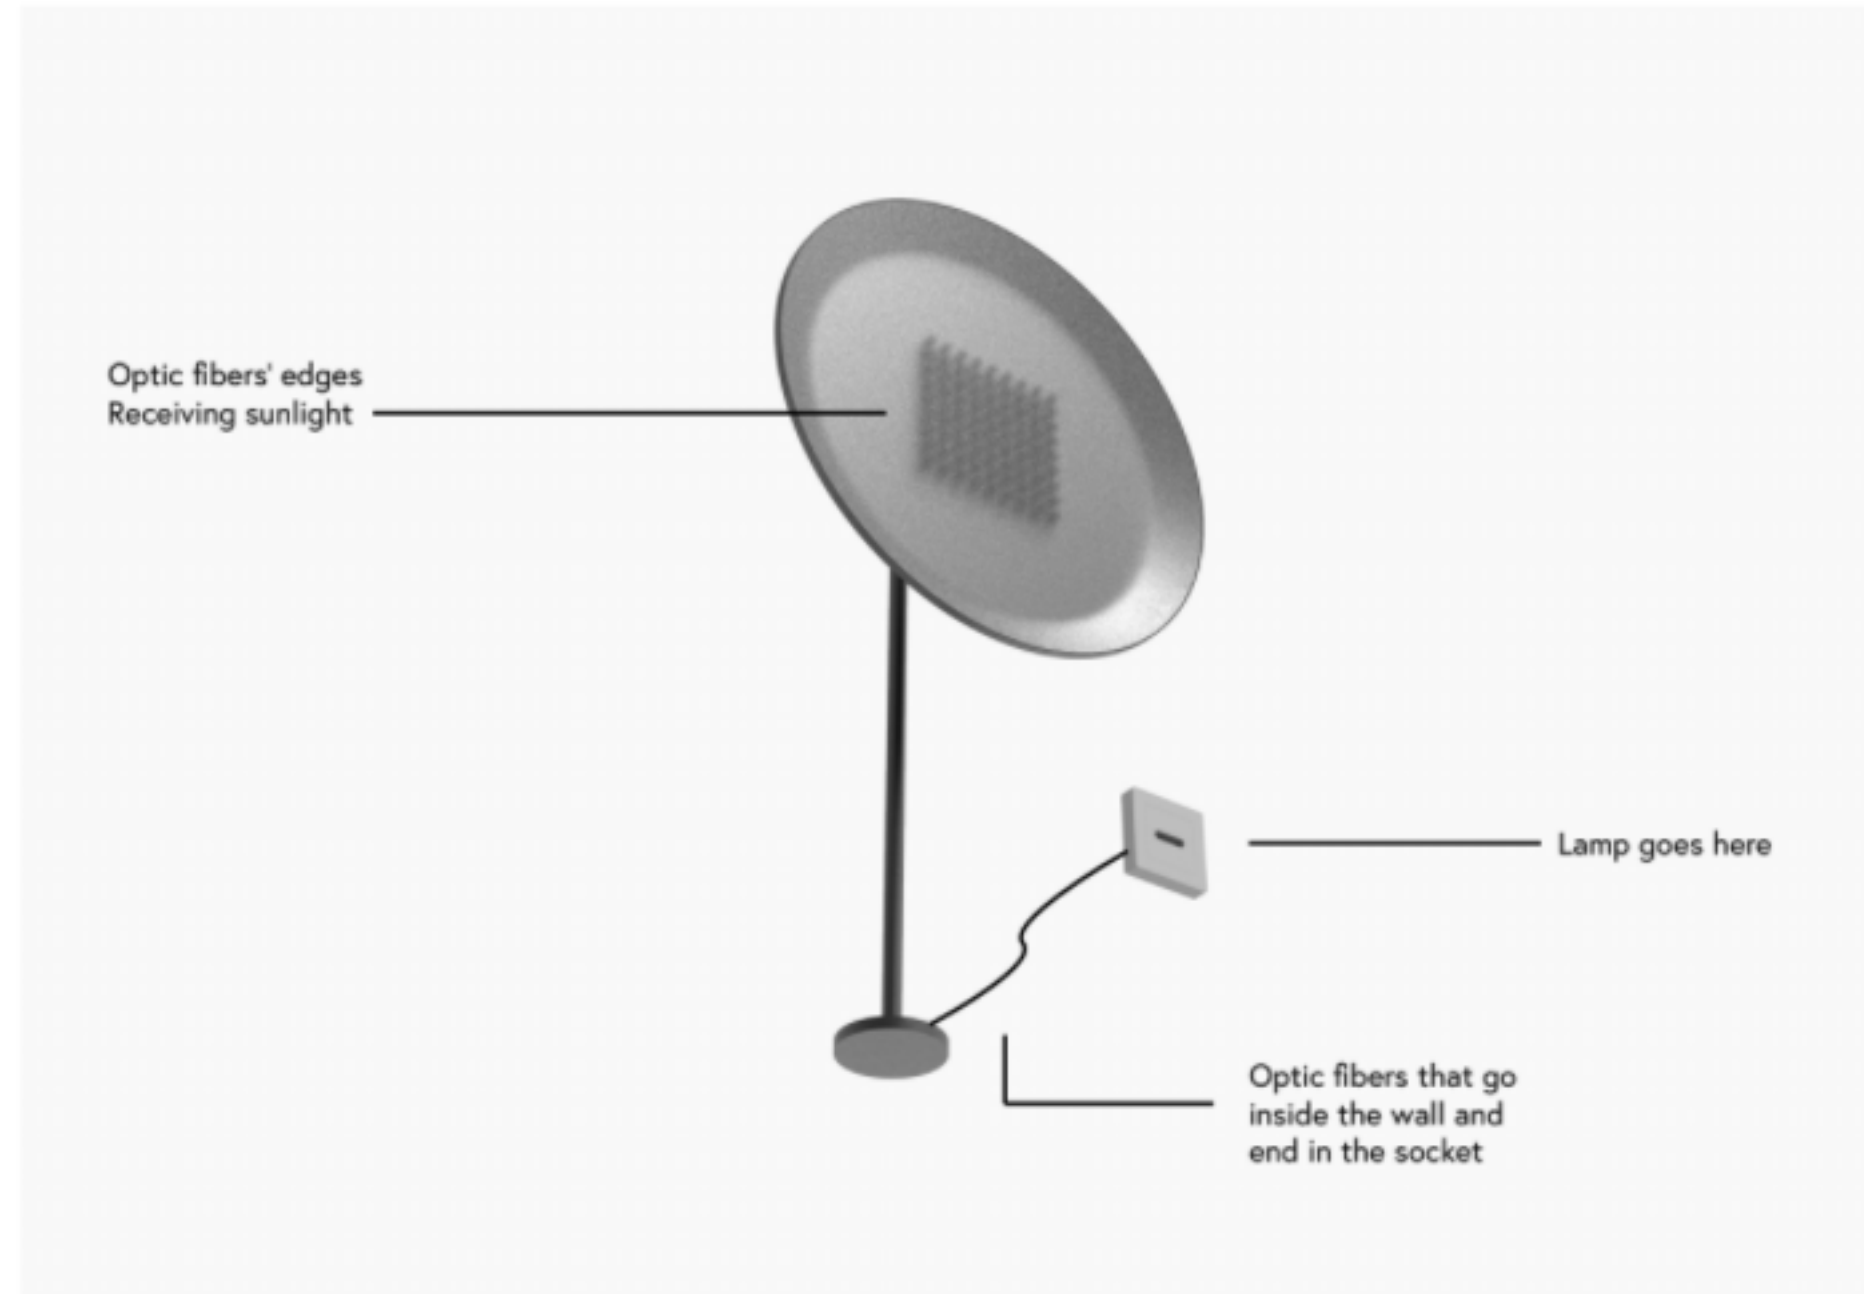 Optic fibers' edges
Receiving sunlight
Lamp goes here
Optic fibers that go
inside the wall and
end in the socket